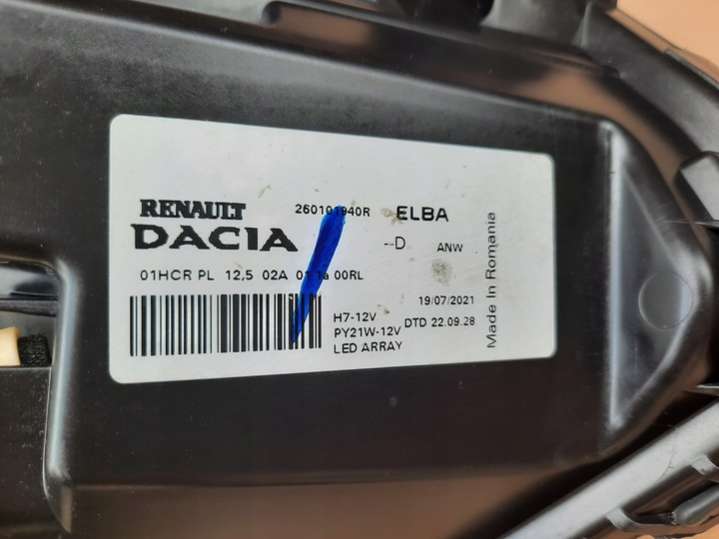 RENAULT 260101940R ELBA
DACIA --D ANW
01HCR PL 12,5 02A 00RL
19/07/2021
H7-12V
PY21W-12V DTD 22.09.28
LED ARRAY
Made In Romania